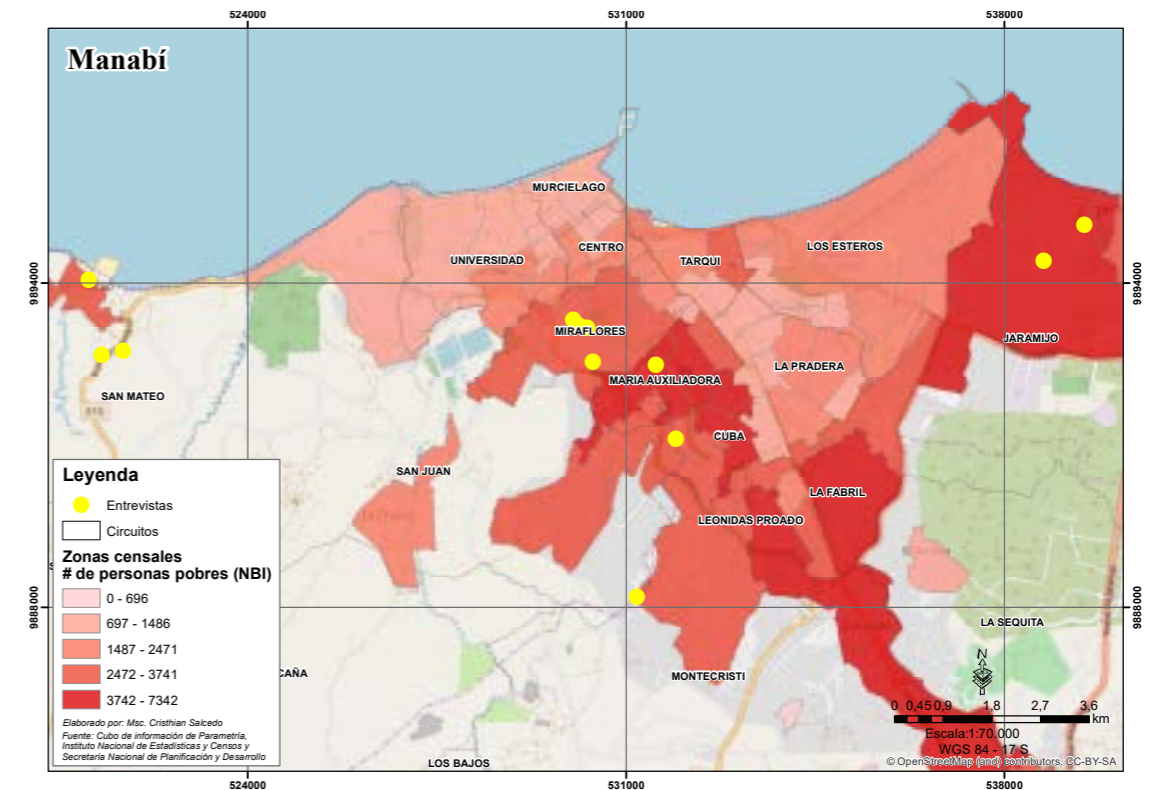 524000
531000
538000
Manabí
MURCIELAGO
CENTRO
UNIVERSIDAD
TARQUI
LOS ESTEROS
9894000
9894000
MIRAFLORES
JARAMIJO
LA PRADERA
MARIA AUXILIADORA
SAN MATEO
CUBA
SAN JUAN
LA FABRIL
LEONIDAS PROAÑO
Leyenda
Entrevistas
Circuitos
Zonas censales
# de personas pobres (NBI)
0 - 696
697 - 1486
1487 - 2471
2472 - 3741
3742 - 7342
9888000
9888000
LA SEQUITA
N
CAÑA
MONTECRISTI
0 0,45 0,9 1,8 2,7 3,6
km
Escala:1:70.000
WGS 84 - 17 S
© OpenStreetMap (and) contributors, CC-BY-SA
Elaborado por: Msc. Cristhian Salcedo
Fuente: Cubo de información de Parametría,
Instituto Nacional de Estadísticas y Censos y
Secretaría Nacional de Planificación y Desarrollo
LOS BAJOS
524000
531000
538000